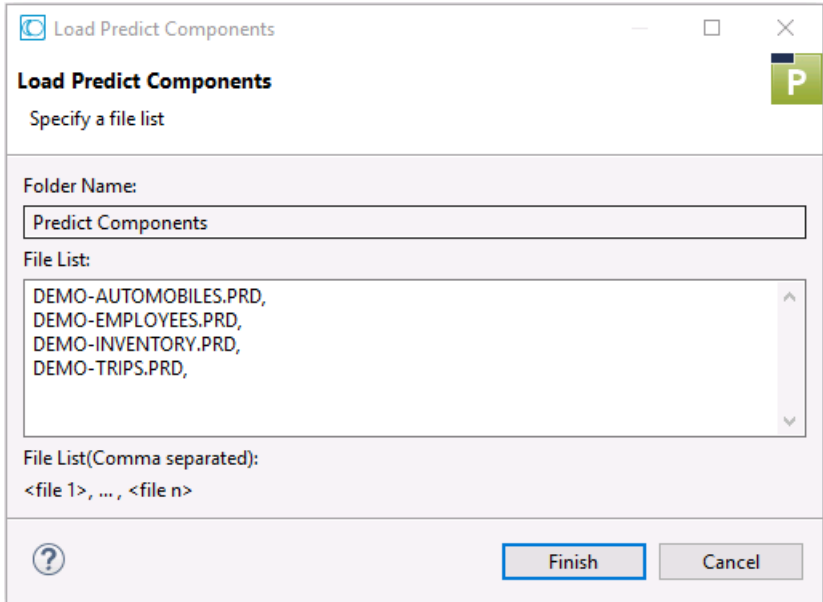 Load Predict Components
Load Predict Components
P
Specify a file list
Folder Name:
Predict Components
File List:
DEMO-AUTOMOBILES.PRD,
DEMO-EMPLOYEES.PRD,
DEMO-INVENTORY.PRD,
DEMO-TRIPS.PRD,
File List(Comma separated):
<file 1>, ... , <file n>
?
Finish
Cancel